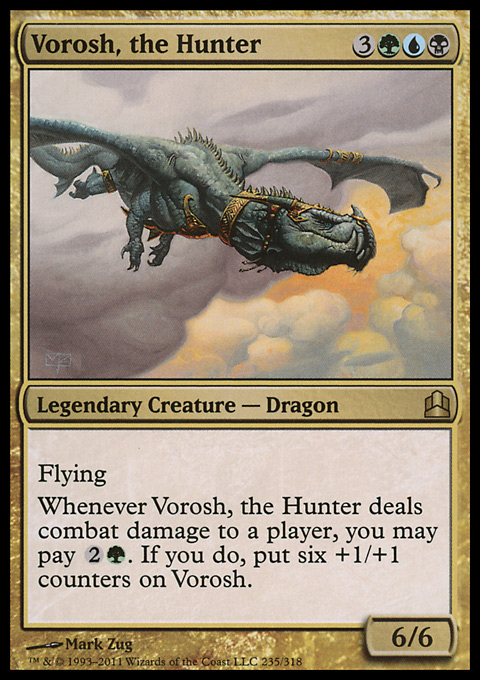 Vorosh, the Hunter 3
Legendary Creature — Dragon
Flying
Whenever Vorosh, the Hunter deals
combat damage to a player, you may
pay 2 . If you do, put six +1/+1
counters on Vorosh.
6/6
Mark Zug
™ & © 1993–2011 Wizards of the Coast LLC 235/318